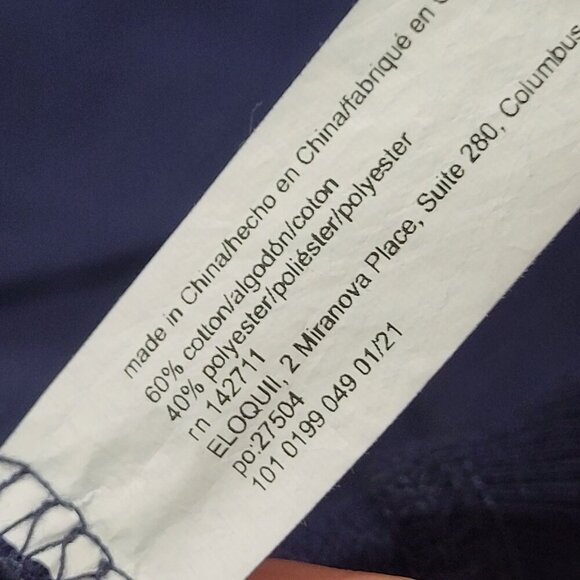 made in China/hecho en China/fabriqué en
60% cotton/algodón/coton
40% polyester/poliéster/polyester
rn 142711
ELOQUII, 2 Miranova Place, Suite 280, Columbus
po:27504
101 0199 049 01/21